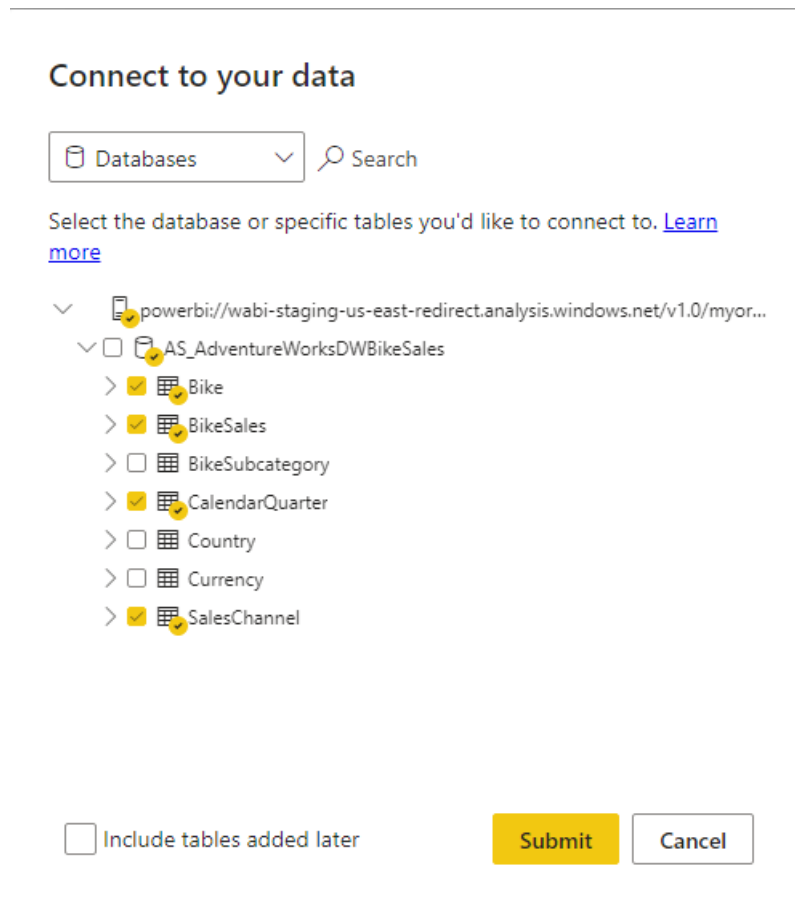 Connect to your data
Databases
Search
Select the database or specific tables you'd like to connect to. Learn
more
powerbi://wabi-staging-us-east-redirect.analysis.windows.net/v1.0/myor...
AS_AdventureWorksDWBikeSales
Bike
BikeSales
BikeSubcategory
CalendarQuarter
Country
Currency
SalesChannel
Include tables added later
Submit
Cancel